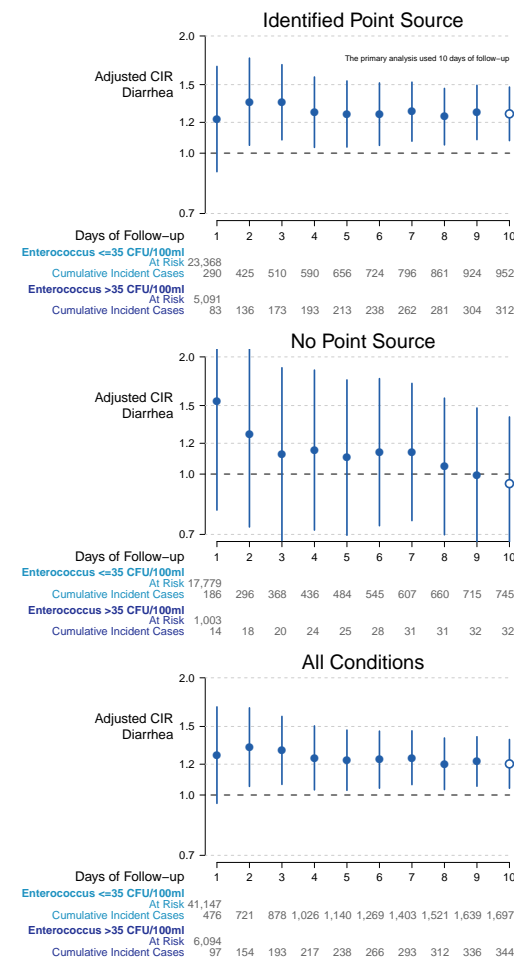 Identified Point Source
2.0
The primary analysis used 10 days of follow−up
Adjusted CIR
Diarrhea
1.5
1.2
1.0
0.7
Days of Follow−up 1 2 3 4 5 6 7 8 9 10
Enterococcus <=35 CFU/100ml
At Risk 23,368
Cumulative Incident Cases 290 425 510 590 656 724 796 861 924 952
Enterococcus >35 CFU/100ml
At Risk 5,091
Cumulative Incident Cases 83 136 173 193 213 238 262 281 304 312
No Point Source
2.0
Adjusted CIR
Diarrhea
1.5
1.2
1.0
0.7
Days of Follow−up 1 2 3 4 5 6 7 8 9 10
Enterococcus <=35 CFU/100ml
At Risk 17,779
Cumulative Incident Cases 186 296 368 436 484 545 607 660 715 745
Enterococcus >35 CFU/100ml
At Risk 1,003
Cumulative Incident Cases 14 18 20 24 25 28 31 31 32 32
All Conditions
2.0
Adjusted CIR
Diarrhea
1.5
1.2
1.0
0.7
Days of Follow−up 1 2 3 4 5 6 7 8 9 10
Enterococcus <=35 CFU/100ml
At Risk 41,147
Cumulative Incident Cases 476 721 878 1,026 1,140 1,269 1,403 1,521 1,639 1,697
Enterococcus >35 CFU/100ml
At Risk 6,094
Cumulative Incident Cases 97 154 193 217 238 266 293 312 336 344